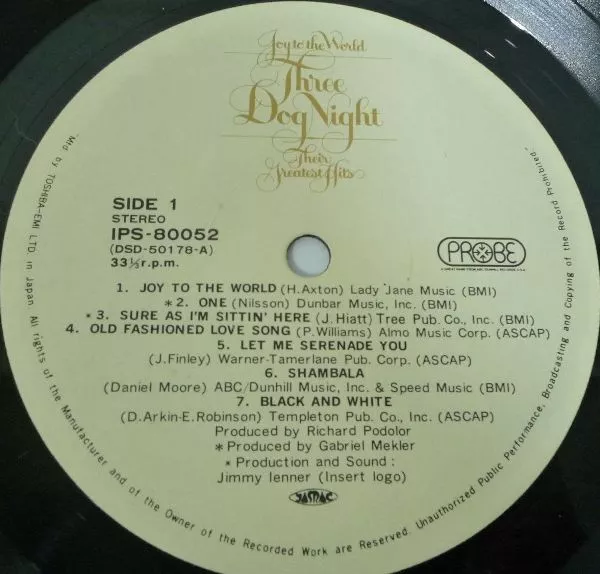 Joy to the World
Three
Dog Night
Their
Greatest Hits
SIDE 1
STEREO
IPS-80052
(DSD-50178-A)
33⅓ r.p.m.
PROBE
1. JOY TO THE WORLD (H.Axton) Lady Jane Music (BMI)
*2. ONE (Nilsson) Dunbar Music, Inc. (BMI)
*3. SURE AS I'M SITTIN' HERE (J.Hiatt) Tree Pub. Co., Inc. (BMI)
4. OLD FASHIONED LOVE SONG (P.Williams) Almo Music Corp. (ASCAP)
5. LET ME SERENADE YOU
(J.Finley) Warner-Tamerlane Pub. Corp. (ASCAP)
6. SHAMBALA
(Daniel Moore) ABC/Dunhill Music, Inc. & Speed Music (BMI)
7. BLACK AND WHITE
(D.Arkin-E.Robinson) Templeton Pub. Co., Inc. (ASCAP)
Produced by Richard Podolor
*Produced by Gabriel Mekler
*Production and Sound:
Jimmy Ienner (Insert logo)
JASRAC
"Mfd by TOSHIBA-EMI LTD. in Japan All rights of the Manufacturer and of the Owner of the Recorded Work are Reserved. Unauthorized Public Performance, Broadcasting and Copying of the Record Prohibited"